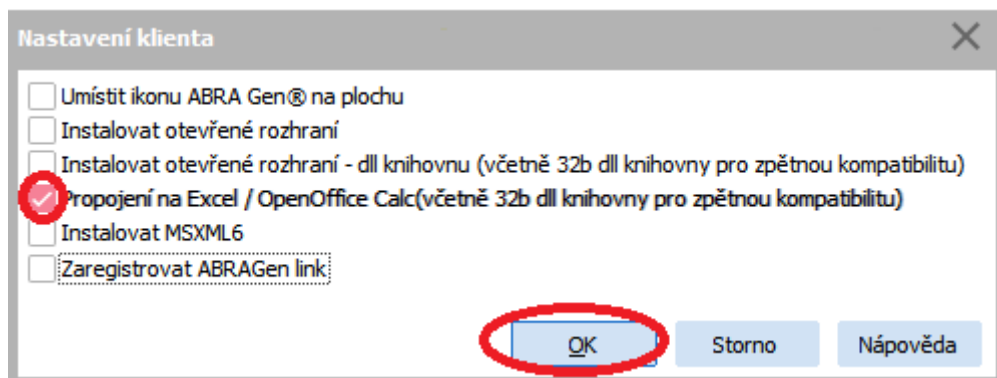 Nastavení klienta
Umístit ikonu ABRA Gen® na plochu
Instalovat otevřené rozhraní
Instalovat otevřené rozhraní - dll knihovnu (včetně 32b dll knihovny pro zpětnou kompatibilitu)
Propojení na Excel / OpenOffice Calc(včetně 32b dll knihovny pro zpětnou kompatibilitu)
Instalovat MSXML6
Zaregistrovat ABRAGen link
OK Storno Nápověda